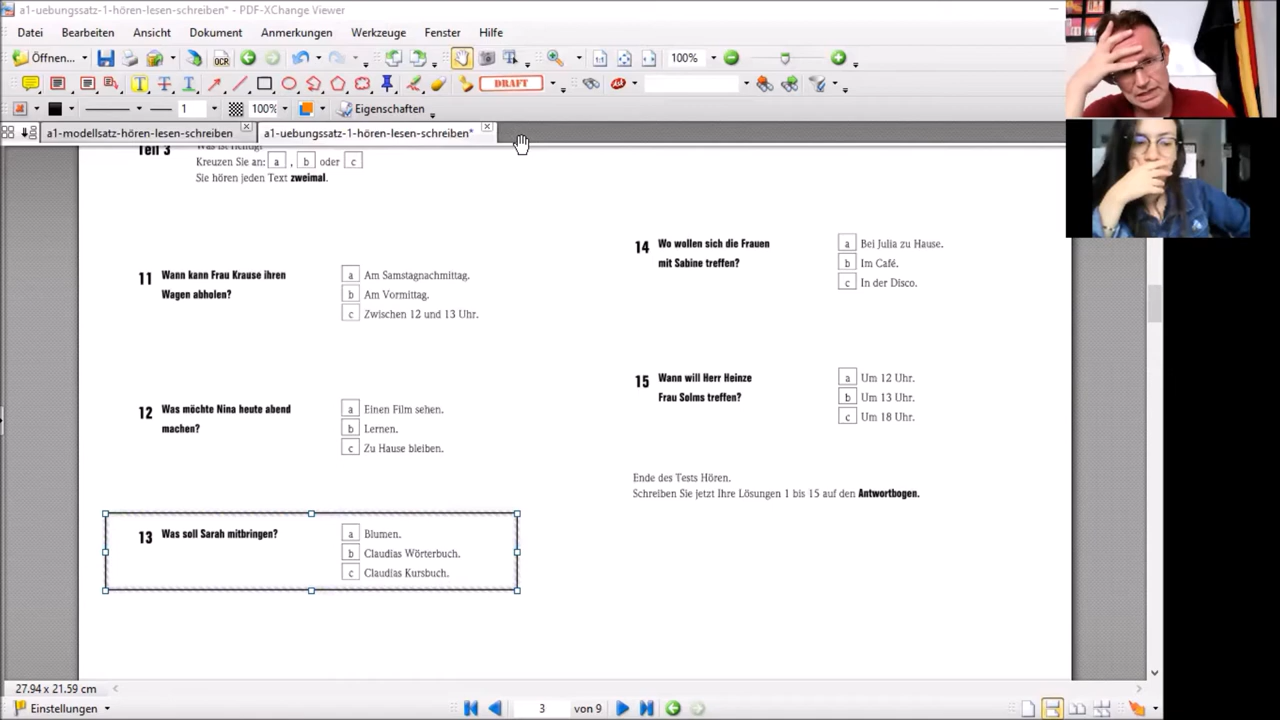 a1-uebungssatz-1-hören-lesen-schreiben* - PDF-XChange Viewer
Datei Bearbeiten Ansicht Dokument Anmerkungen Werkzeuge Fenster Hilfe
Öffnen... OCR 100%
DRAFT
1 100% Eigenschaften
a1-modellsatz-hören-lesen-schreiben a1-uebungssatz-1-hören-lesen-schreiben*
Teil 3 Was ist richtig?
Kreuzen Sie an: a , b oder c
Sie hören jeden Text zweimal.
11 Wann kann Frau Krause ihren
Wagen abholen?
a Am Samstagnachmittag.
b Am Vormittag.
c Zwischen 12 und 13 Uhr.
12 Was möchte Nina heute abend
machen?
a Einen Film sehen.
b Lernen.
c Zu Hause bleiben.
13 Was soll Sarah mitbringen?
a Blumen.
b Claudias Wörterbuch.
c Claudias Kursbuch.
14 Wo wollen sich die Frauen
mit Sabine treffen?
a Bei Julia zu Hause.
b Im Café.
c In der Disco.
15 Wann will Herr Heinze
Frau Solms treffen?
a Um 12 Uhr.
b Um 13 Uhr.
c Um 18 Uhr.
Ende des Tests Hören.
Schreiben Sie jetzt Ihre Lösungen 1 bis 15 auf den Antwortbogen.
27.94 x 21.59 cm
Einstellungen 3 von 9